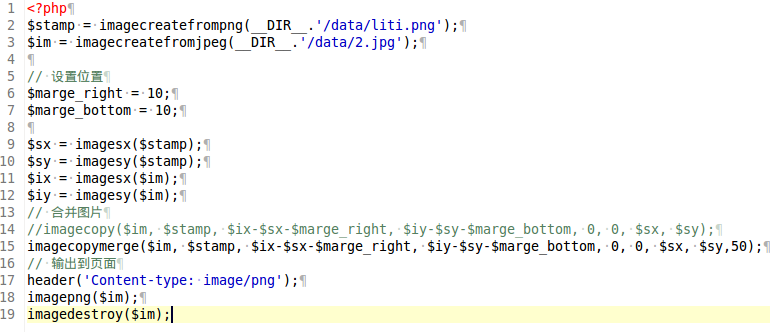 1 <?php¶
2 $stamp = imagecreatefrompng(__DIR__.'/data/liti.png');¶
3 $im = imagecreatefromjpeg(__DIR__.'/data/2.jpg');¶
4 ¶
5 // 设置位置¶
6 $marge_right = 10;¶
7 $marge_bottom = 10;¶
8 ¶
9 $sx = imagesx($stamp);¶
10 $sy = imagesy($stamp);¶
11 $ix = imagesx($im);¶
12 $iy = imagesy($im);¶
13 // 合并图片¶
14 //imagecopy($im, $stamp, $ix-$sx-$marge_right, $iy-$sy-$marge_bottom, 0, 0, $sx, $sy);¶
15 imagecopymerge($im, $stamp, $ix-$sx-$marge_right, $iy-$sy-$marge_bottom, 0, 0, $sx, $sy,50);¶
16 // 输出到页面¶
17 header('Content-type: image/png');¶
18 imagepng($im);¶
19 imagedestroy($im);